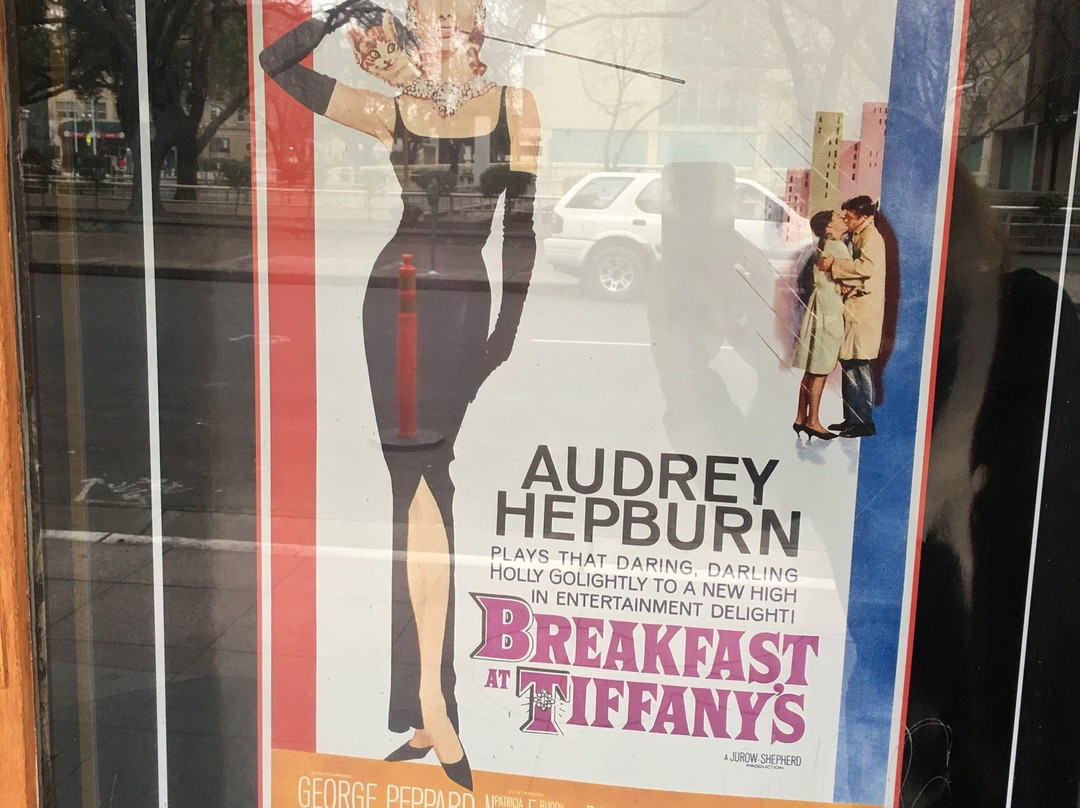 AUDREY
HEPBURN
PLAYS THAT DARING, DARLING
HOLLY GOLIGHTLY TO A NEW HIGH
IN ENTERTAINMENT DELIGHT!
BREAKFAST
AT TIFFANY'S
A JUROW-SHEPHERD
PRODUCTION
GEORGE PEPPARD PATRICIA